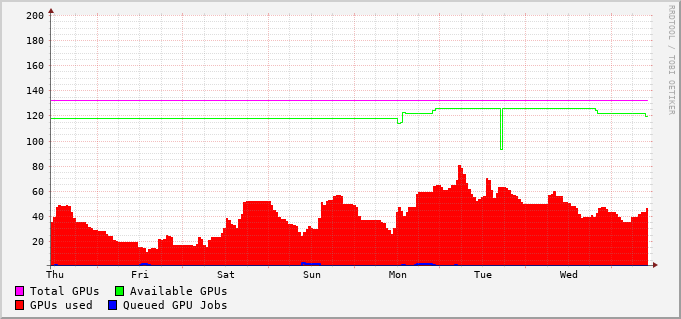 200
180
160
140
120
100
80
60
40
20
Thu Fri Sat Sun Mon Tue Wed
Total GPUs Available GPUs
GPUs used Queued GPU Jobs
RRDTOOL / TOBI OETIKER